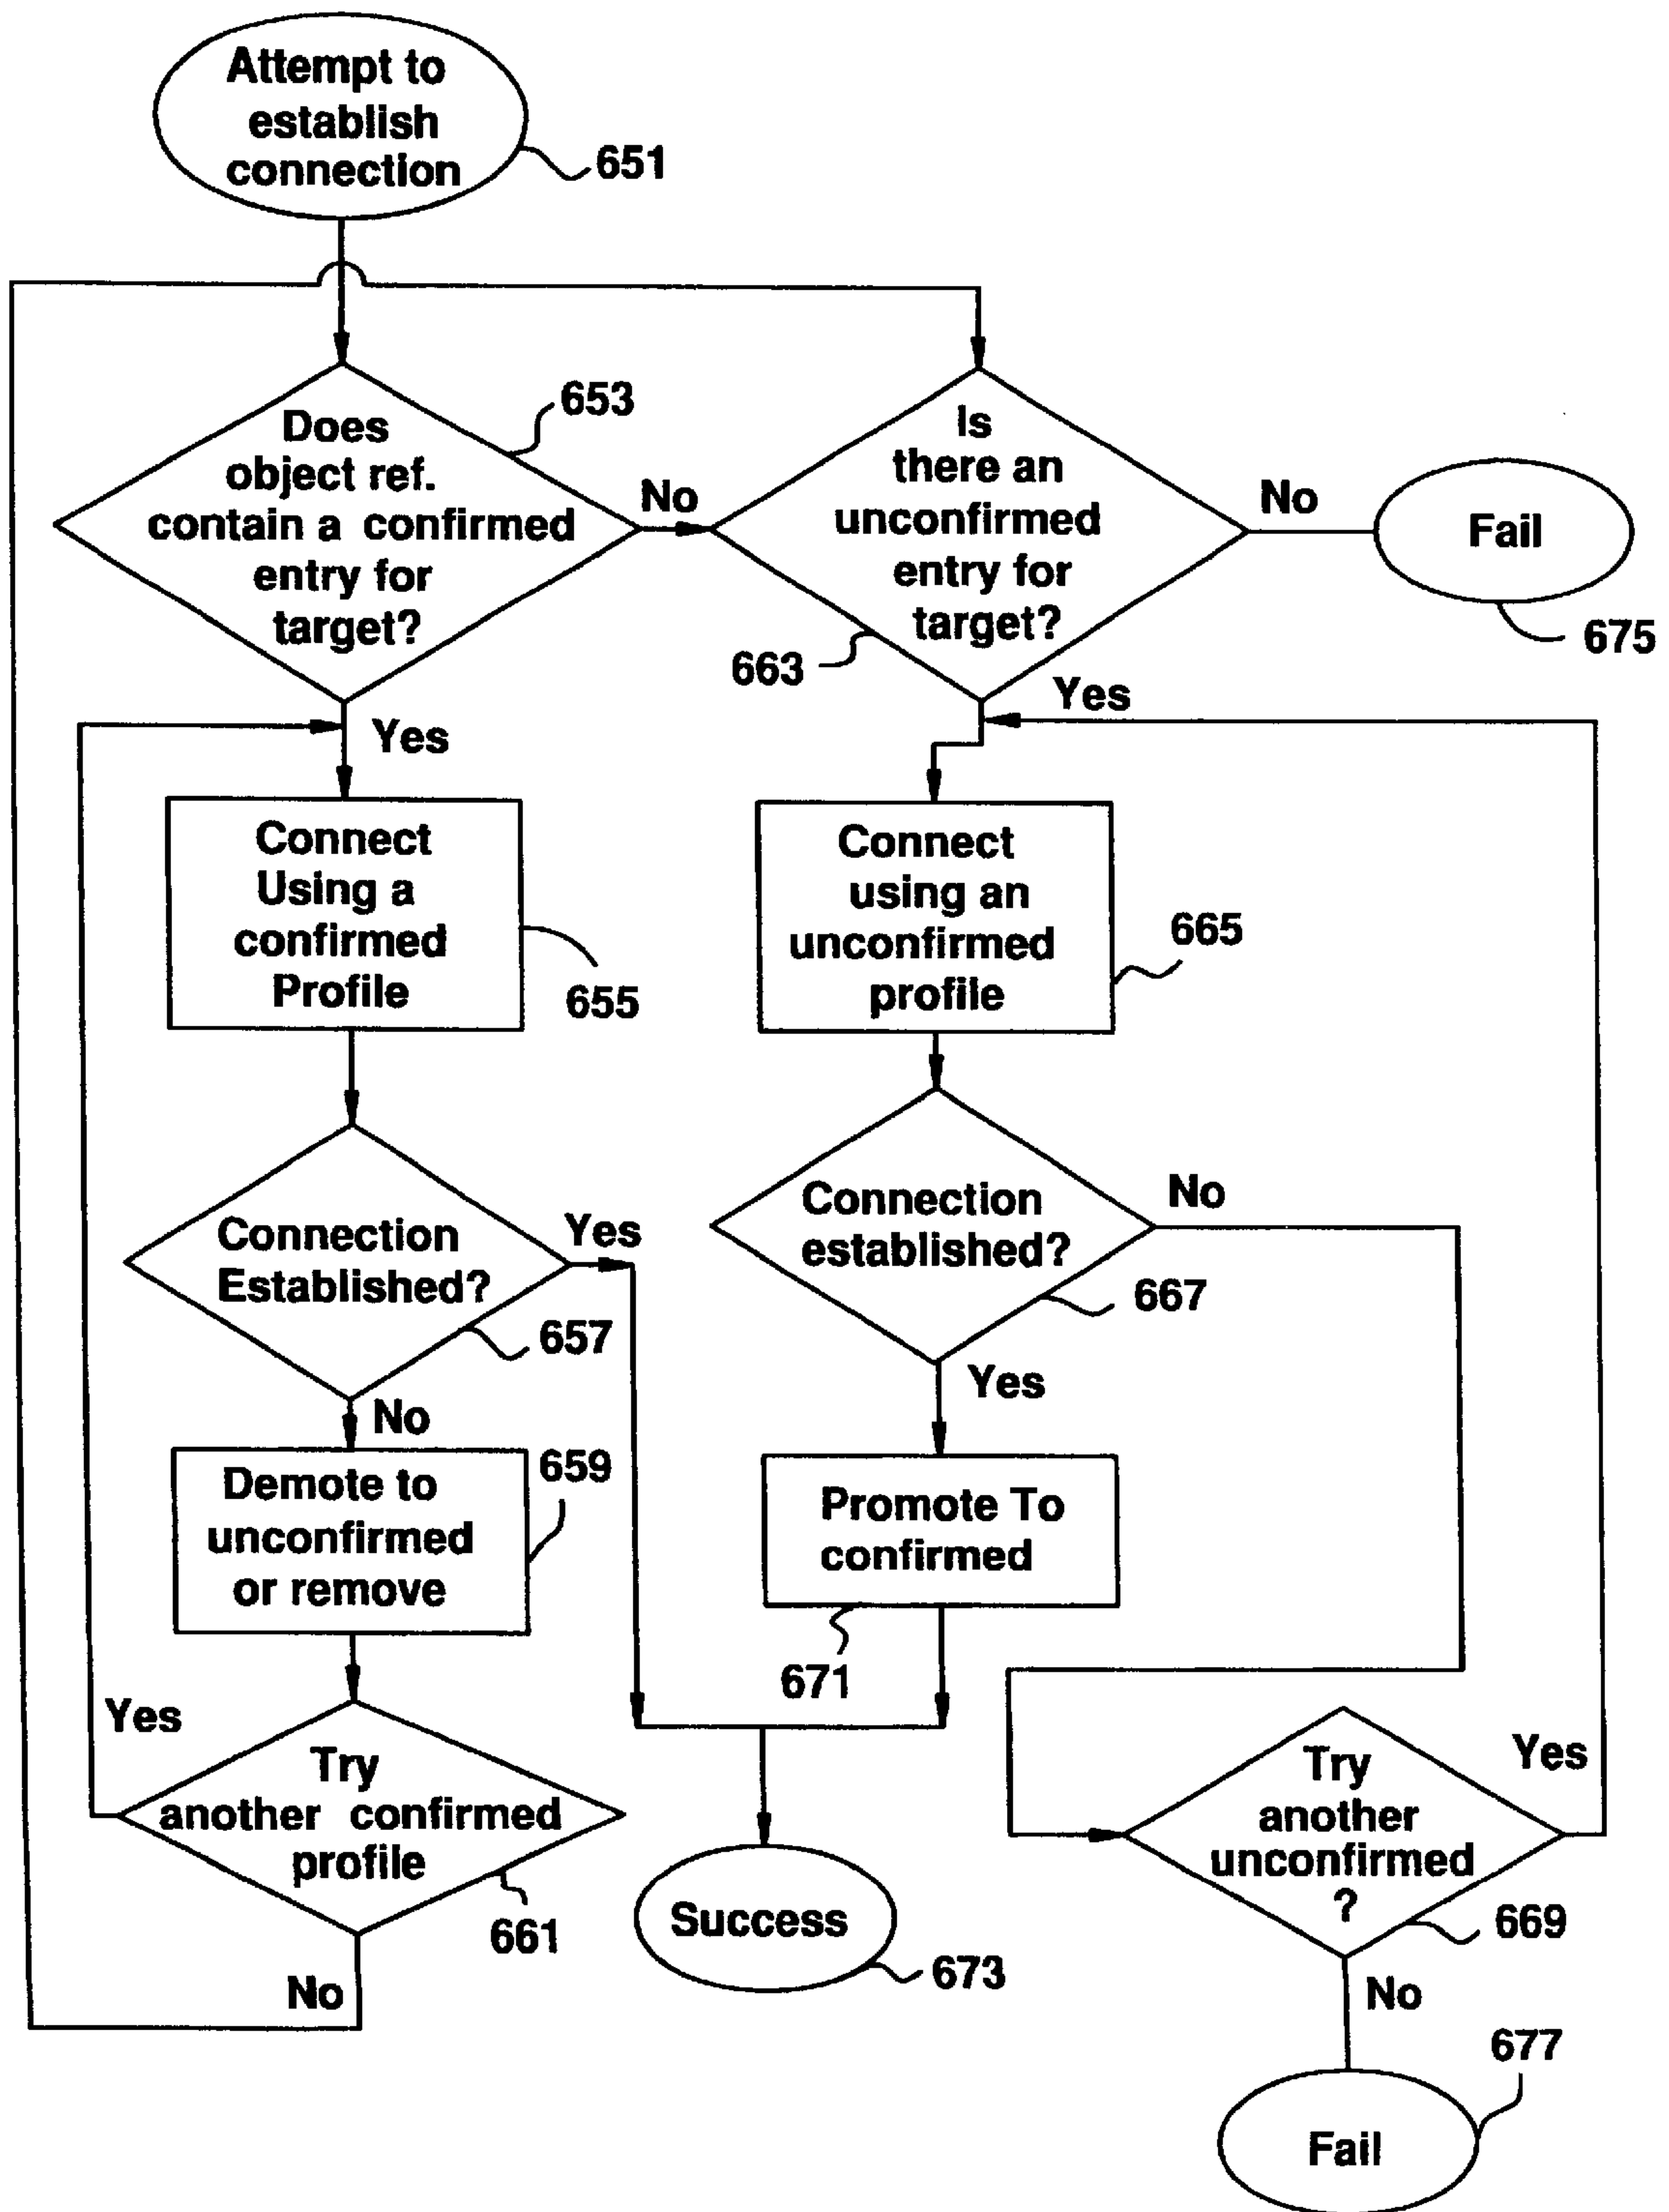 Attempt to
establish
connection
651
Does
object ref.
contain a confirmed
entry for
target?
653
No
Is
there an
unconfirmed
entry for
target?
663
No
Fail
675
Yes
Yes
Connect
Using a
confirmed
Profile
655
Connect
using an
unconfirmed
profile
665
Connection
Established?
657
Yes
No
Connection
established?
667
No
Yes
Demote to
unconfirmed
or remove
659
Promote To
confirmed
671
Yes
Try
another confirmed
profile
661
No
Success
673
Try
another
unconfirmed
?
669
Yes
No
677
Fail